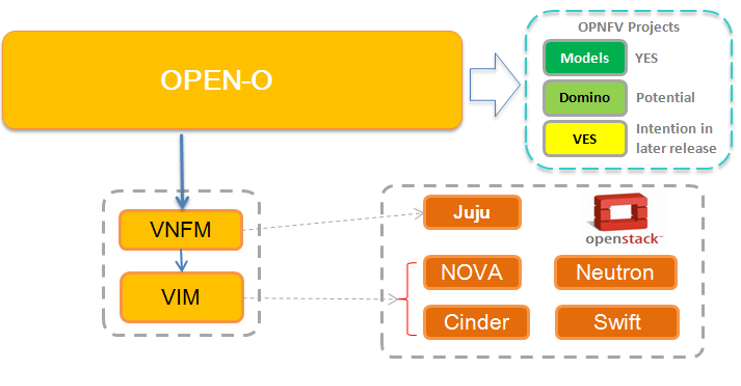 OPEN-O
OPNFV Projects
Models YES
Domino Potential
VES Intention in
later release
VNFM
VIM
Juju
openstack™
NOVA Neutron
Cinder Swift